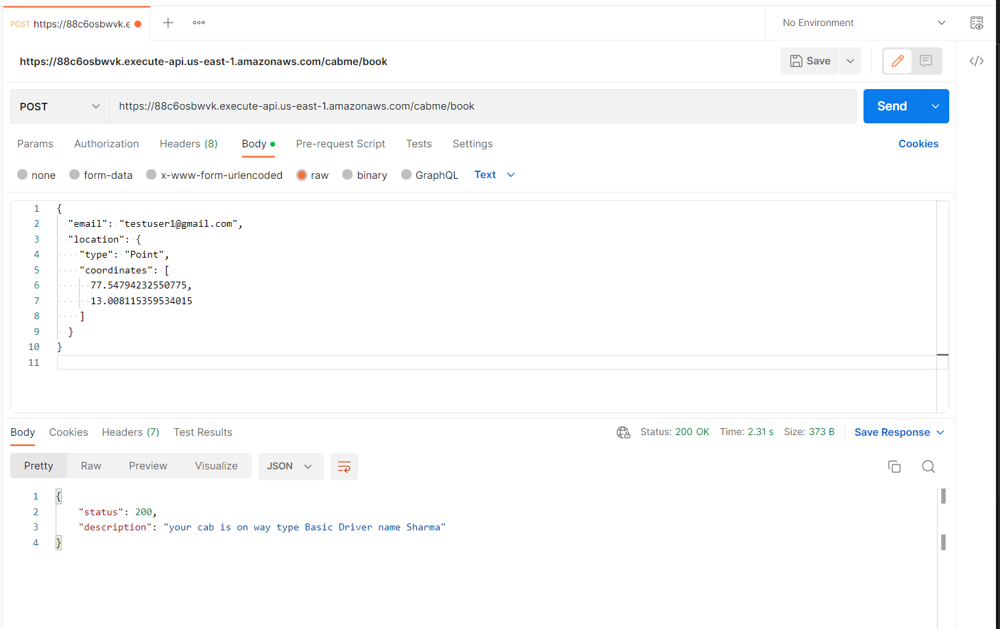 POST https://88c6osbwvk.e
No Environment
https://88c6osbwvk.execute-api.us-east-1.amazonaws.com/cabme/book
Save
POST
https://88c6osbwvk.execute-api.us-east-1.amazonaws.com/cabme/book
Send
Params Authorization Headers (8) Body Pre-request Script Tests Settings Cookies
none form-data x-www-form-urlencoded raw binary GraphQL Text
1 {
2 "email": "testuser1@gmail.com",
3 "location": {
4 "type": "Point",
5 "coordinates": [
6 77.54794232550775,
7 13.008115359534015
8 ]
9 }
10 }
11
Body Cookies Headers (7) Test Results Status: 200 OK Time: 2.31 s Size: 373 B Save Response
Pretty Raw Preview Visualize JSON
1 {
2 "status": 200,
3 "description": "your cab is on way type Basic Driver name Sharma"
4 }